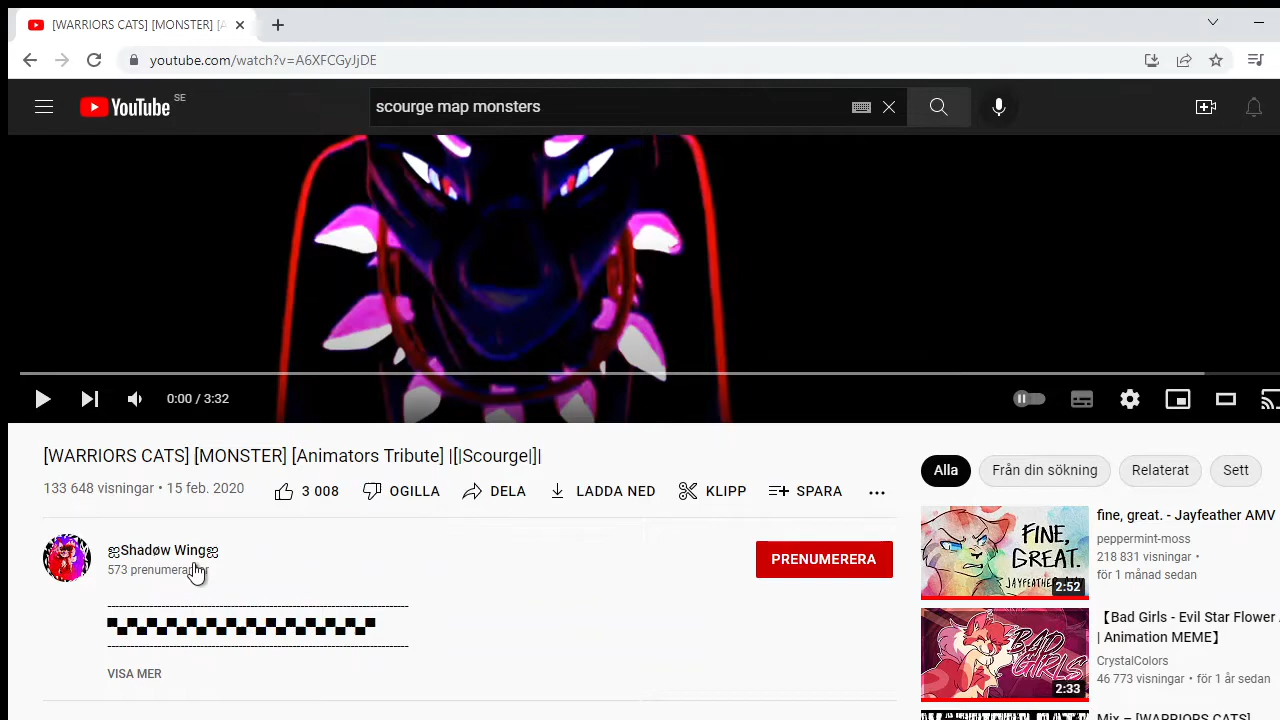 [WARRIORS CATS] [MONSTER] [A
youtube.com/watch?v=A6XFCGyJjDE
YouTube SE
scourge map monsters
0:00 / 3:32
[WARRIORS CATS] [MONSTER] [Animators Tribute] |[|Scourge|]|
133 648 visningar • 15 feb. 2020
3 008
OGILLA
DELA
LADDA NED
KLIPP
SPARA
ஜShadøw Wingஜ
573
PRENUMERERA
VISA MER
Alla
Från din sökning
Relaterat
Sett
FINE, GREAT.
2:52
fine, great. - Jayfeather AMV
peppermint-moss
218 831 visningar •
för 1 månad sedan
BAD GIRLS
2:33
【Bad Girls - Evil Star Flower
| Animation MEME】
CrystalColors
46 773 visningar • för 1 år sedan
Mix – [WARRIORS CATS]